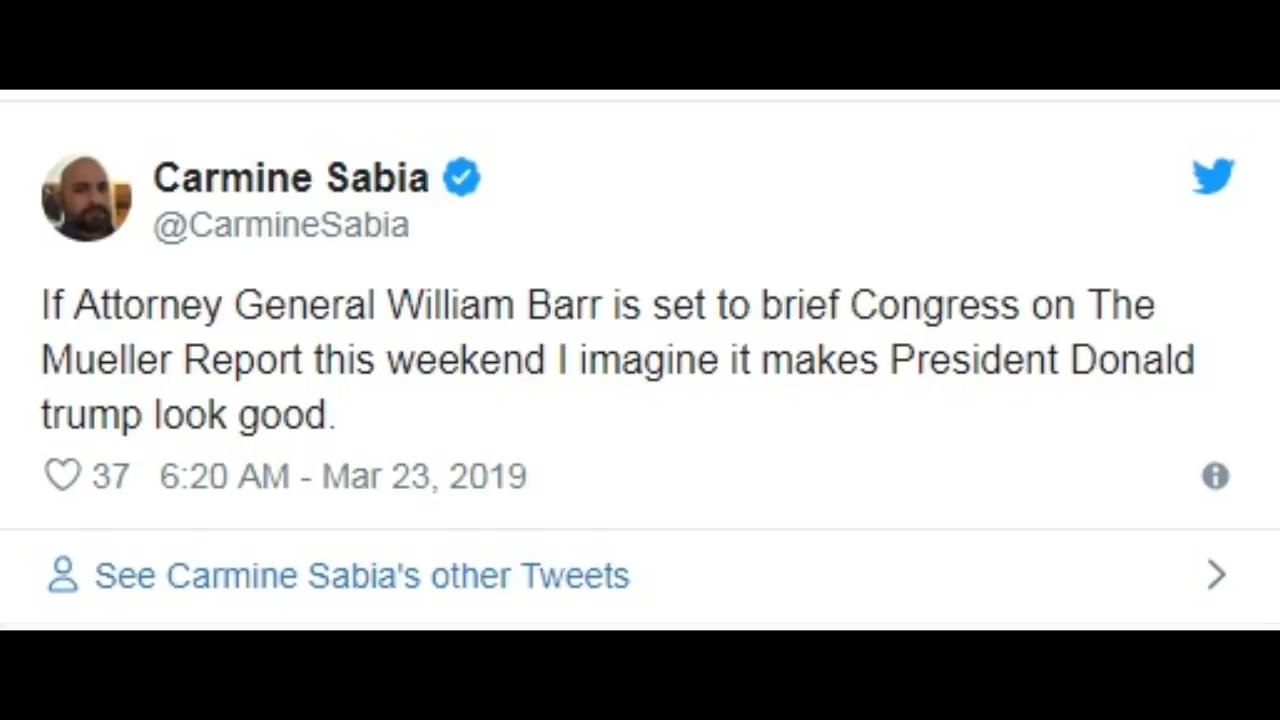 Carmine Sabia
@CarmineSabia
If Attorney General William Barr is set to brief Congress on The
Mueller Report this weekend I imagine it makes President Donald
trump look good.
37 6:20 AM - Mar 23, 2019
See Carmine Sabia's other Tweets